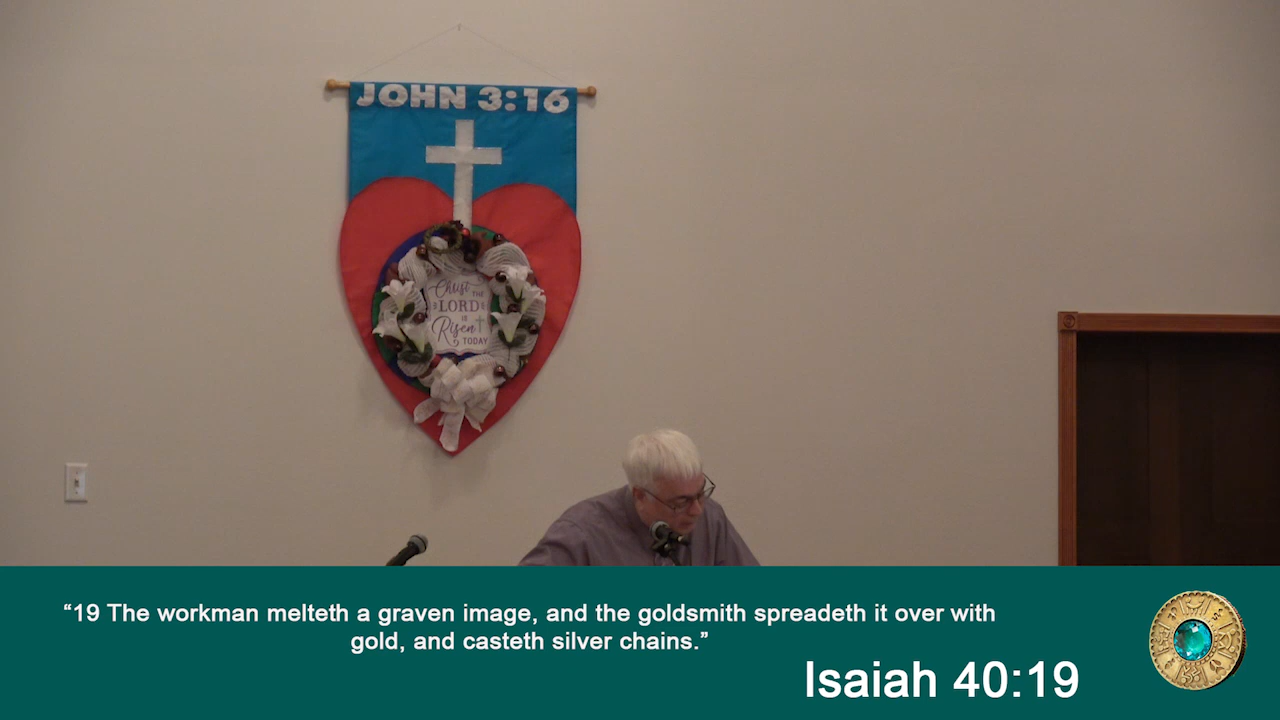 JOHN 3:16
Christ THE
LORD
IS
Risen
TODAY
“19 The workman melteth a graven image, and the goldsmith spreadeth it over with
gold, and casteth silver chains.”
Isaiah 40:19